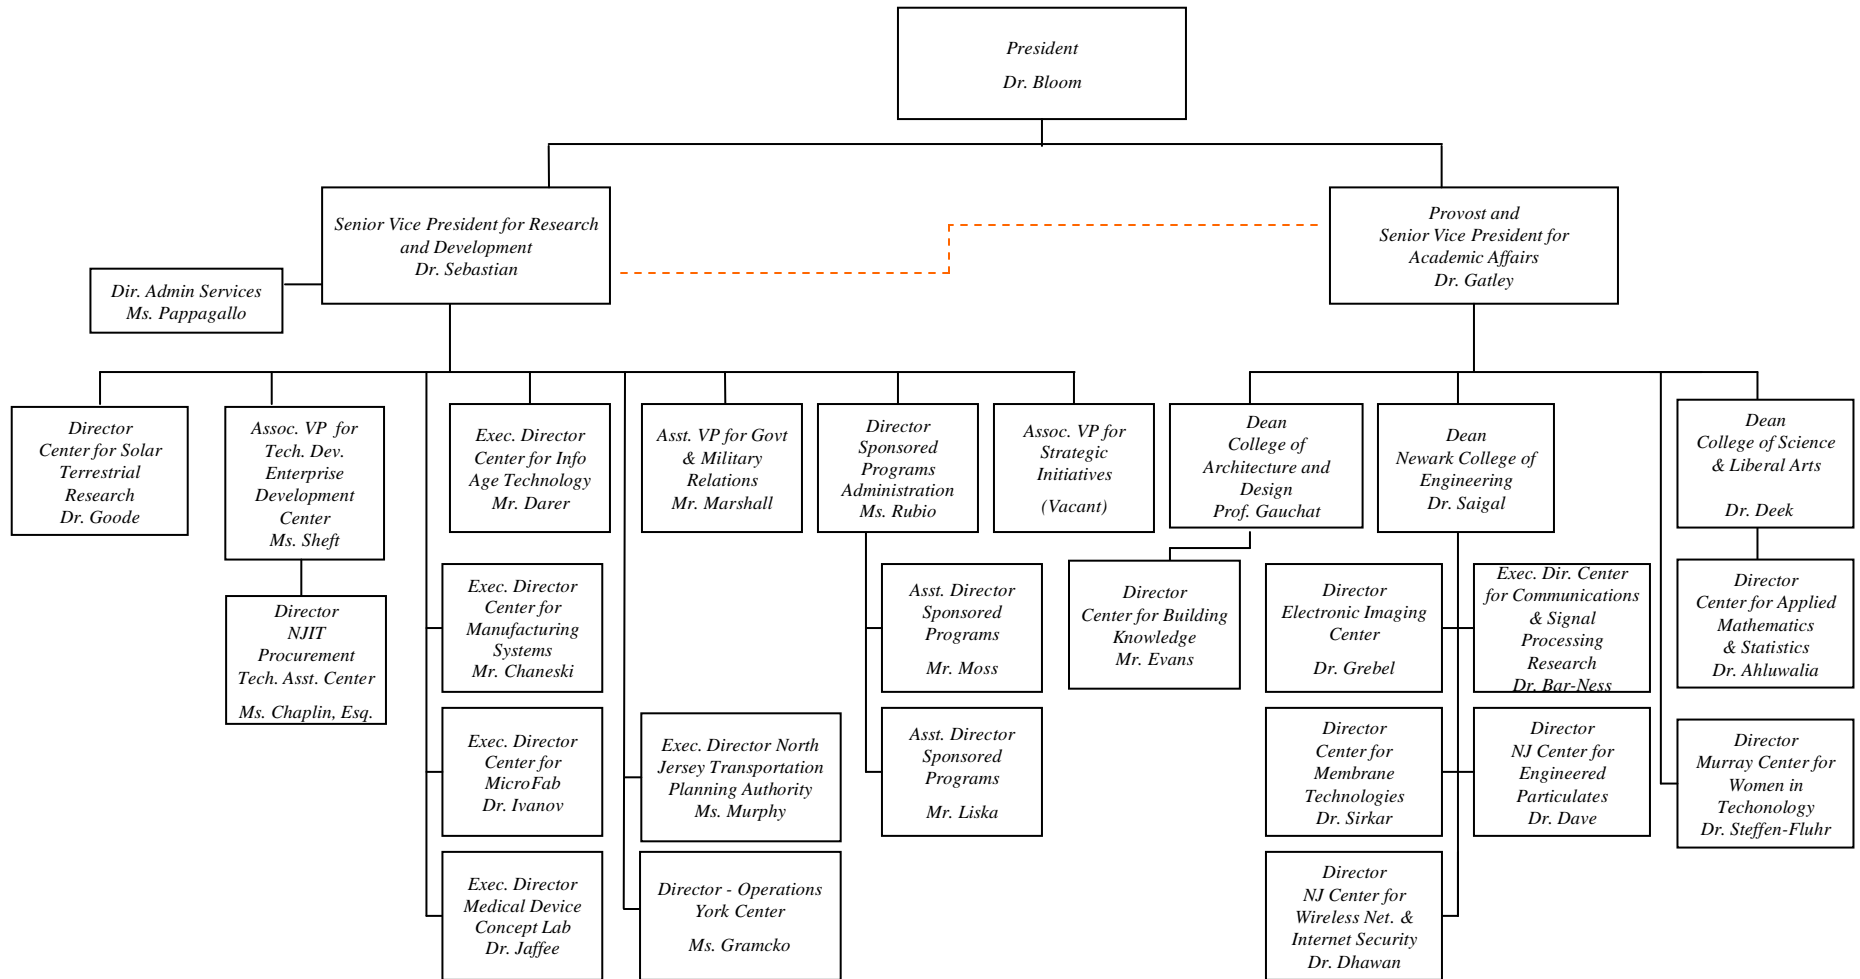 President
Dr. Bloom
Senior Vice President for Research
and Development
Dr. Sebastian
Provost and
Senior Vice President for
Academic Affairs
Dr. Gatley
Dir. Admin Services
Ms. Pappagallo
Director
Center for Solar
Terrestrial
Research
Dr. Goode
Assoc. VP for
Tech. Dev.
Enterprise
Development
Center
Ms. Sheft
Exec. Director
Center for Info
Age Technology
Mr. Darer
Asst. VP for Govt
& Military
Relations
Mr. Marshall
Director
Sponsored
Programs
Administration
Ms. Rubio
Assoc. VP for
Strategic
Initiatives
(Vacant)
Dean
College of
Architecture and
Design
Prof. Gauchat
Dean
Newark College of
Engineering
Dr. Saigal
Dean
College of Science
& Liberal Arts
Dr. Deek
Director
NJIT
Procurement
Tech. Asst. Center
Ms. Chaplin, Esq.
Exec. Director
Center for
Manufacturing
Systems
Mr. Chaneski
Asst. Director
Sponsored
Programs
Mr. Moss
Director
Center for Building
Knowledge
Mr. Evans
Director
Electronic Imaging
Center
Dr. Grebel
Exec. Dir. Center
for Communications
& Signal
Processing
Research
Dr. Bar-Ness
Director
Center for Applied
Mathematics
& Statistics
Dr. Ahluwalia
Exec. Director
Center for
MicroFab
Dr. Ivanov
Exec. Director North
Jersey Transportation
Planning Authority
Ms. Murphy
Asst. Director
Sponsored
Programs
Mr. Liska
Director
Center for
Membrane
Technologies
Dr. Sirkar
Director
NJ Center for
Engineered
Particulates
Dr. Dave
Director
Murray Center for
Women in
Techonology
Dr. Steffen-Fluhr
Exec. Director
Medical Device
Concept Lab
Dr. Jaffee
Director - Operations
York Center
Ms. Gramcko
Director
NJ Center for
Wireless Net. &
Internet Security
Dr. Dhawan